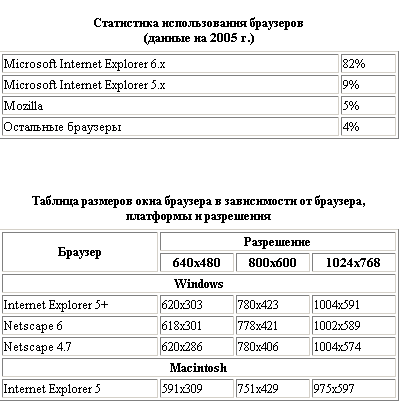 Статистика использования браузеров
(данные на 2005 г.)
Microsoft Internet Explorer 6.x 82%
Microsoft Internet Explorer 5.x 9%
Mozilla 5%
Остальные браузеры 4%
Таблица размеров окна браузера в зависимости от браузера,
платформы и разрешения
Браузер Разрешение
640x480 800x600 1024x768
Windows
Internet Explorer 5+ 620x303 780x423 1004x591
Netscape 6 618x301 778x421 1002x589
Netscape 4.7 620x286 780x406 1004x574
Macintosh
Internet Explorer 5 591x309 751x429 975x597